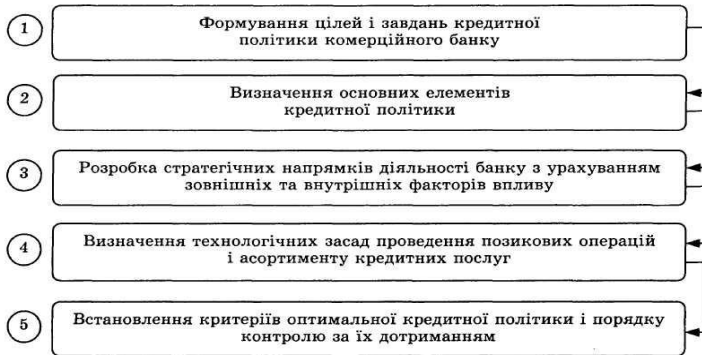 1
Формування цілей і завдань кредитної
політики комерційного банку
2
Визначення основних елементів
кредитної політики
3
Розробка стратегічних напрямків діяльності банку з урахуванням
зовнішніх та внутрішніх факторів впливу
4
Визначення технологічних засад проведення позикових операцій
і асортименту кредитних послуг
5
Встановлення критеріїв оптимальної кредитної політики і порядку
контролю за їх дотриманням